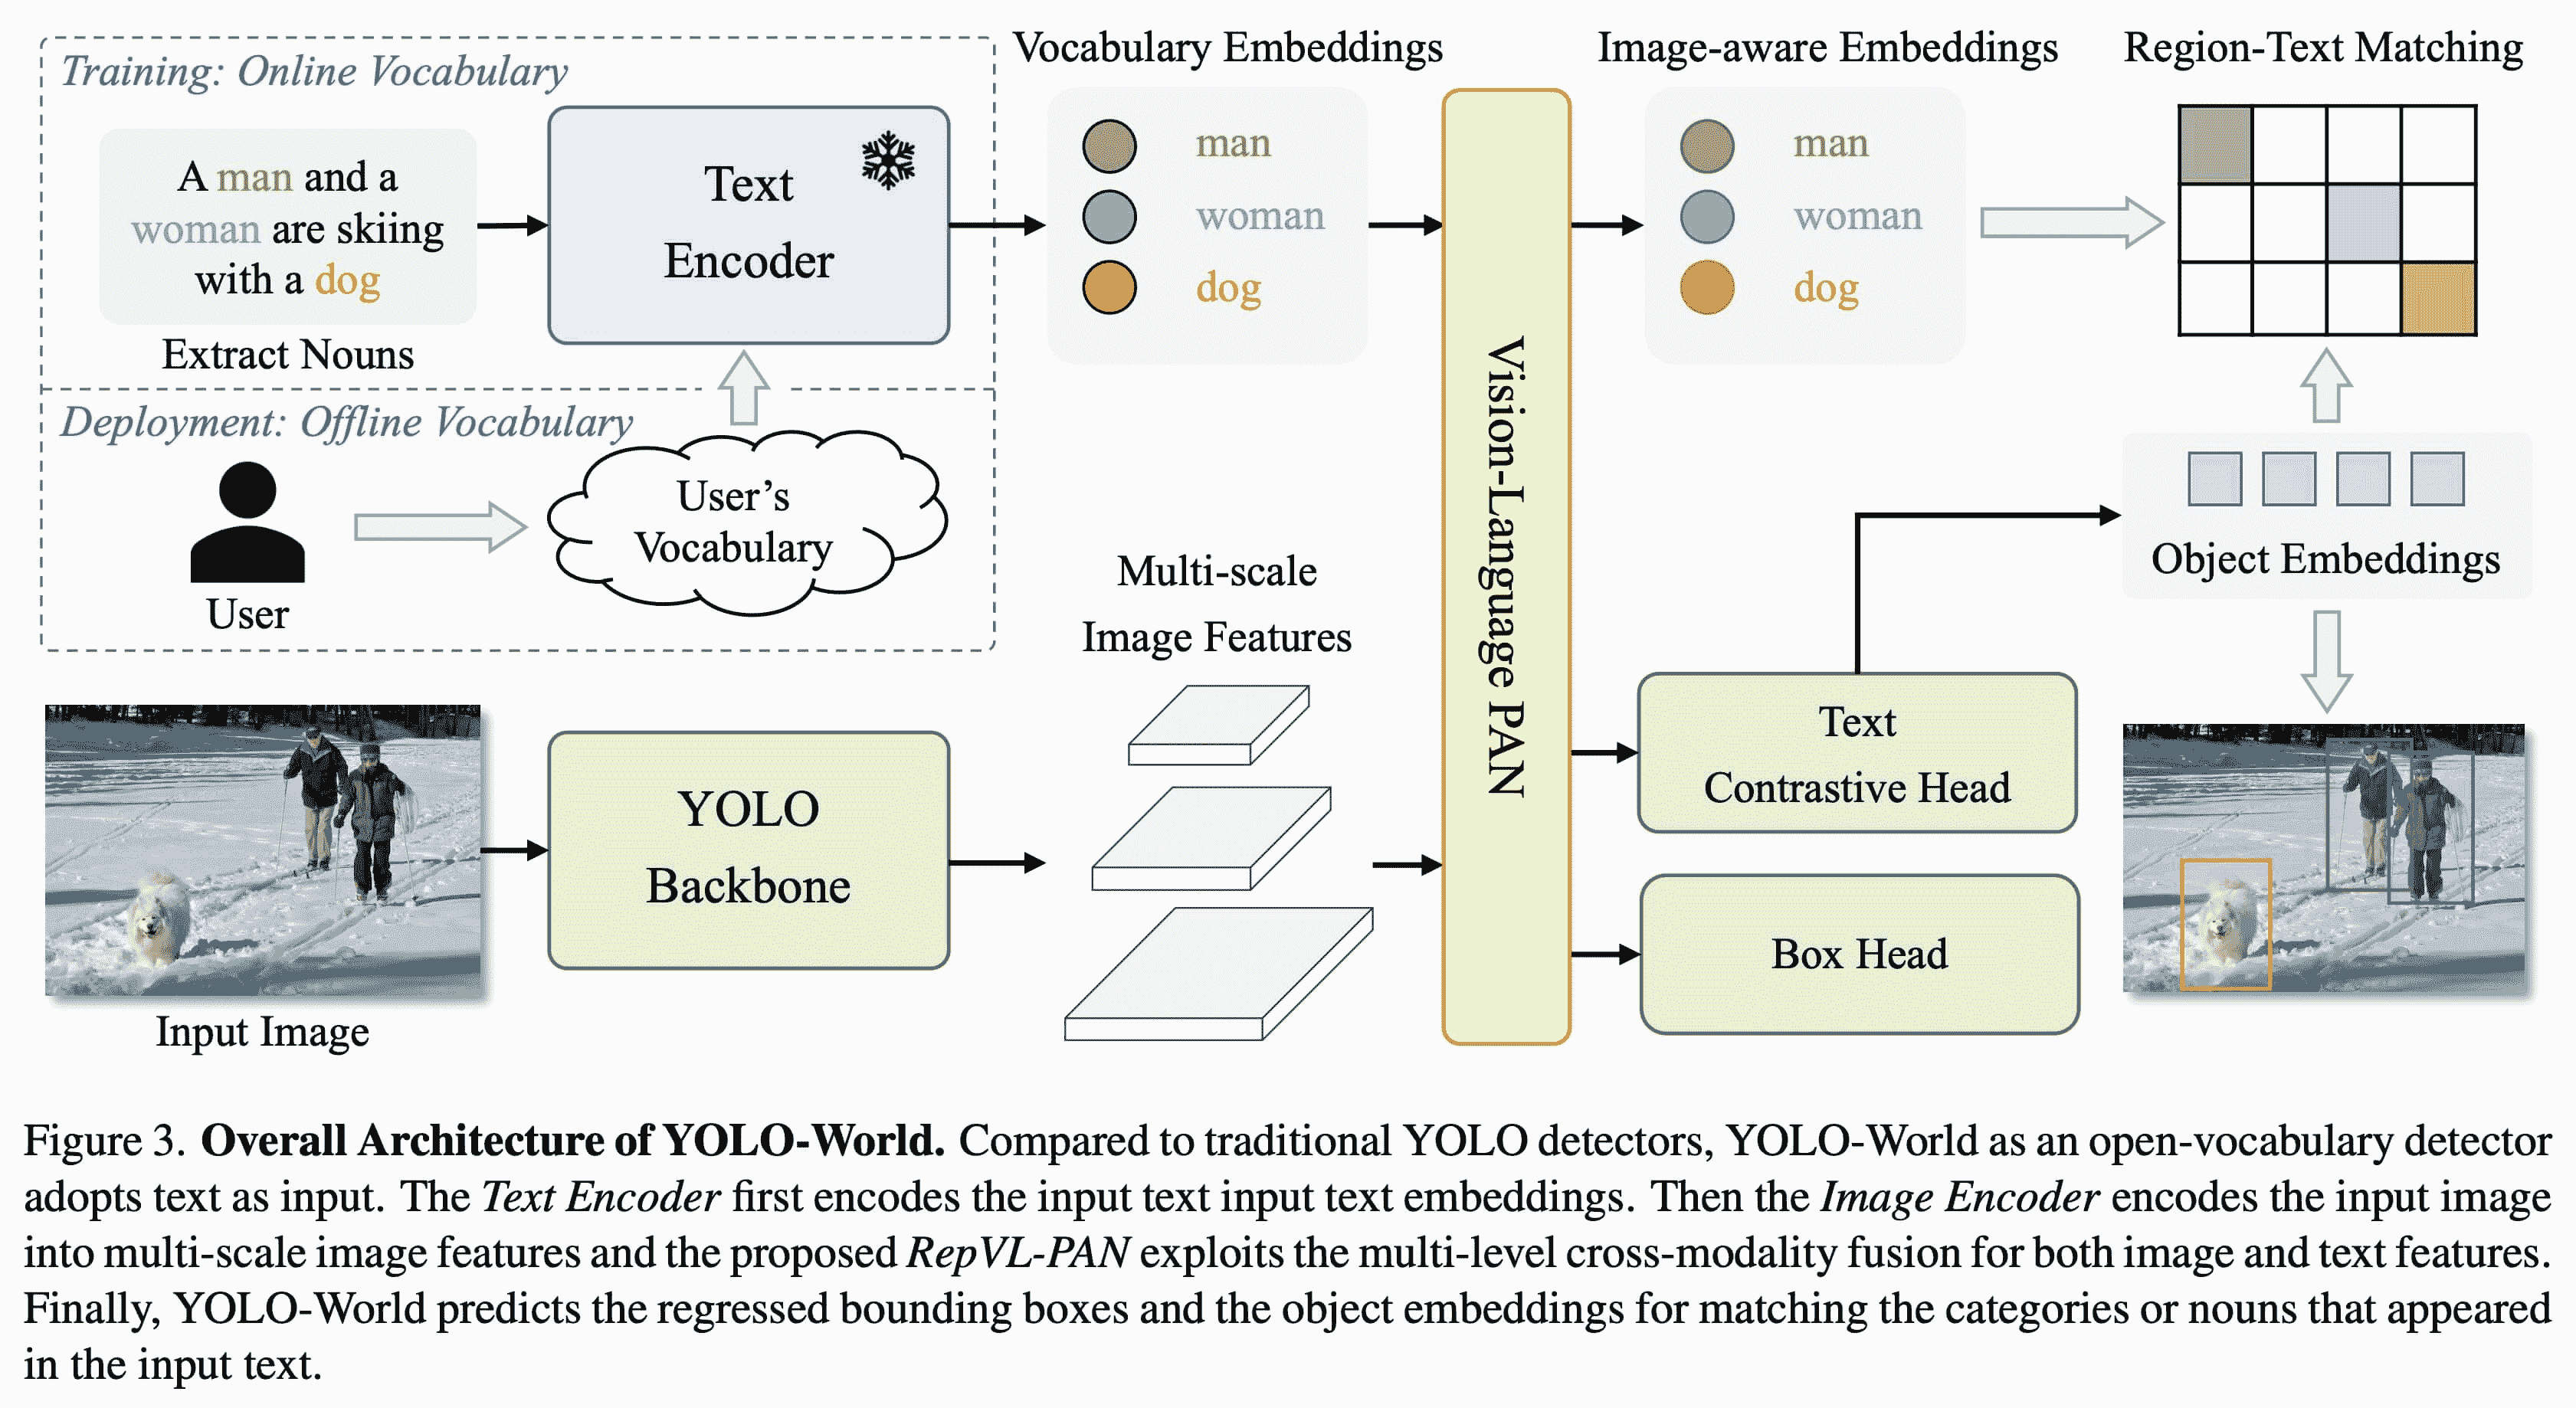 Training: Online Vocabulary
A man and a
woman are skiing
with a dog
Extract Nouns
Text
Encoder
Deployment: Offline Vocabulary
User
User's
Vocabulary
Vocabulary Embeddings
man
woman
dog
Multi-scale
Image Features
Input Image
YOLO
Backbone
Vision-Language PAN
Image-aware Embeddings
man
woman
dog
Region-Text Matching
Object Embeddings
Text
Contrastive Head
Box Head
Figure 3. Overall Architecture of YOLO-World. Compared to traditional YOLO detectors, YOLO-World as an open-vocabulary detector
adopts text as input. The Text Encoder first encodes the input text input text embeddings. Then the Image Encoder encodes the input image
into multi-scale image features and the proposed RepVL-PAN exploits the multi-level cross-modality fusion for both image and text features.
Finally, YOLO-World predicts the regressed bounding boxes and the object embeddings for matching the categories or nouns that appeared
in the input text.